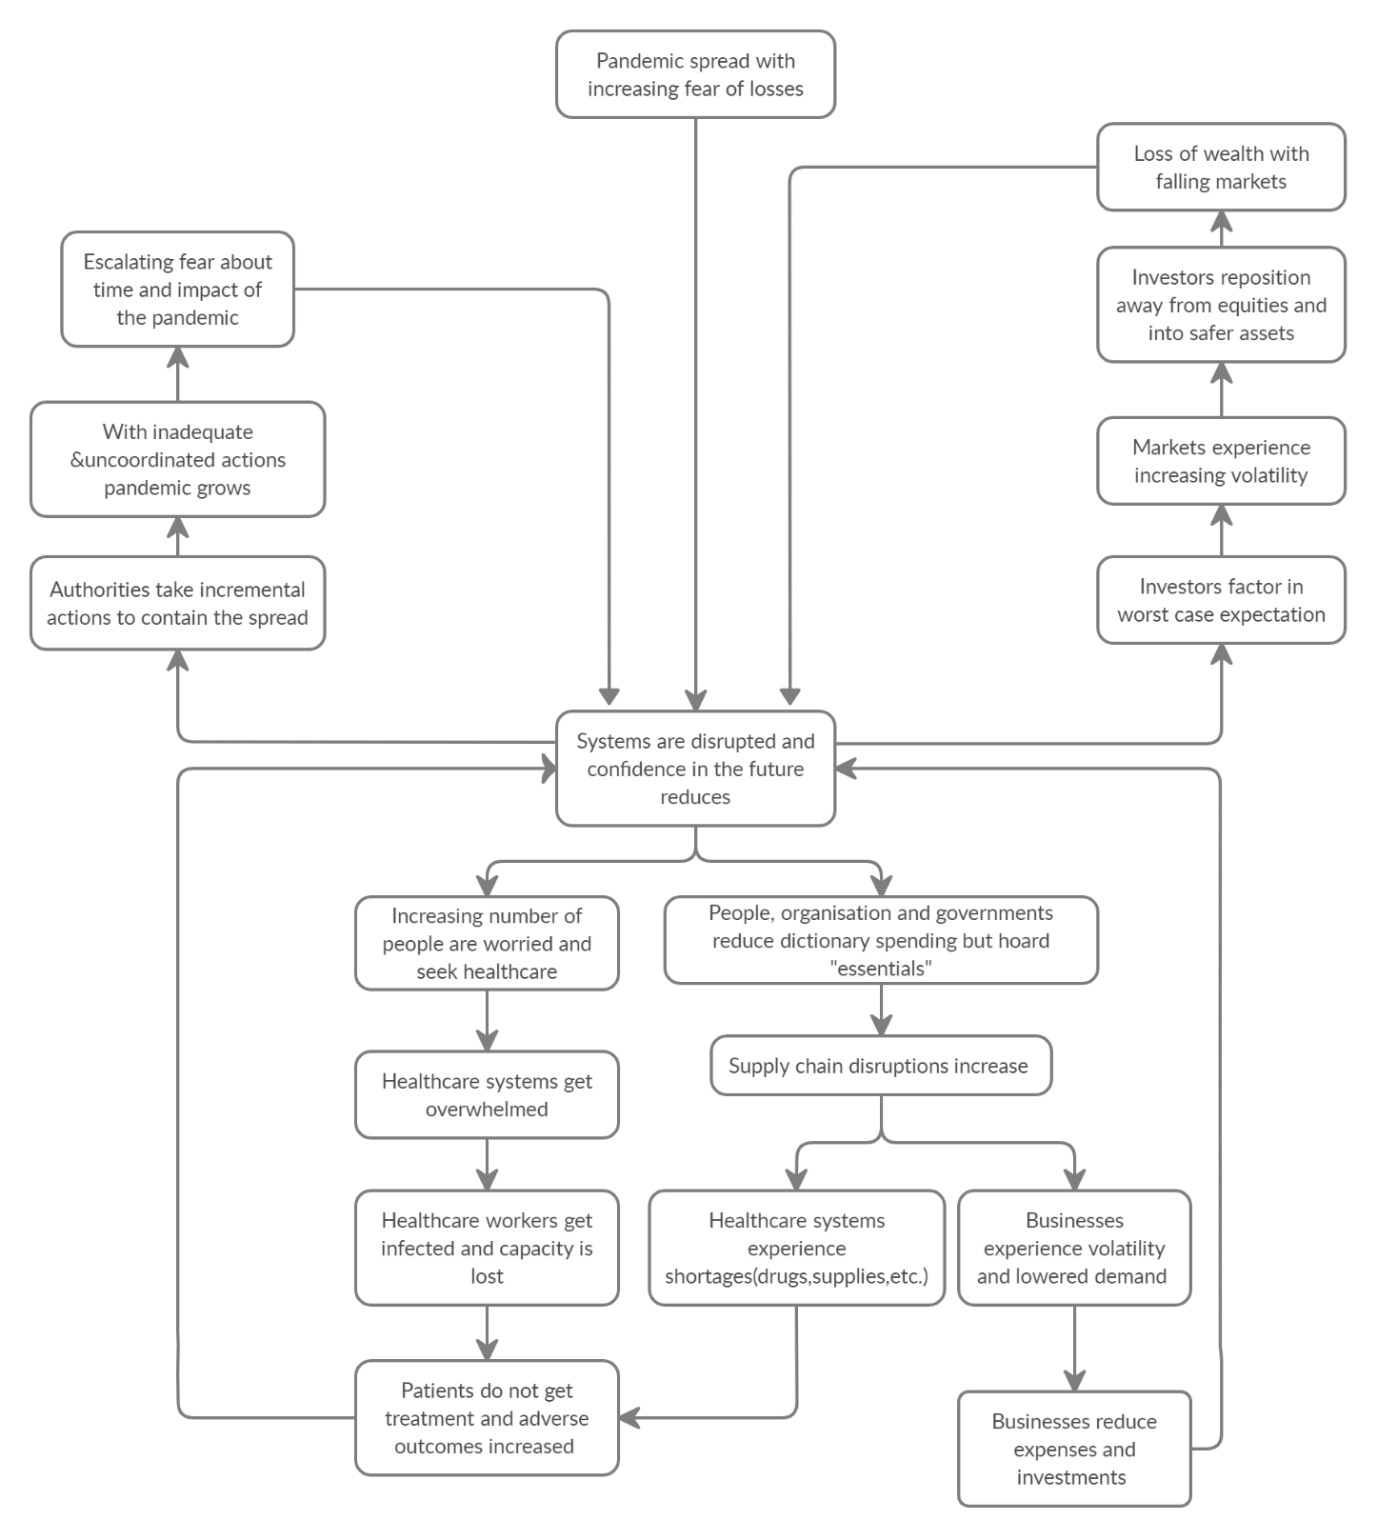 Pandemic spread with
increasing fear of losses
Loss of wealth with
falling markets
Escalating fear about
time and impact of
the pandemic
Investors reposition
away from equities and
into safer assets
With inadequate
&uncoordinated actions
pandemic grows
Markets experience
increasing volatility
Authorities take incremental
actions to contain the spread
Investors factor in
worst case expectation
Systems are disrupted and
confidence in the future
reduces
Increasing number of
people are worried and
seek healthcare
People, organisation and governments
reduce dictionary spending but hoard
"essentials"
Healthcare systems get
overwhelmed
Supply chain disruptions increase
Healthcare workers get
infected and capacity is
lost
Healthcare systems
experience
shortages(drugs,supplies,etc.)
Businesses
experience volatility
and lowered demand
Patients do not get
treatment and adverse
outcomes increased
Businesses reduce
expenses and
investments